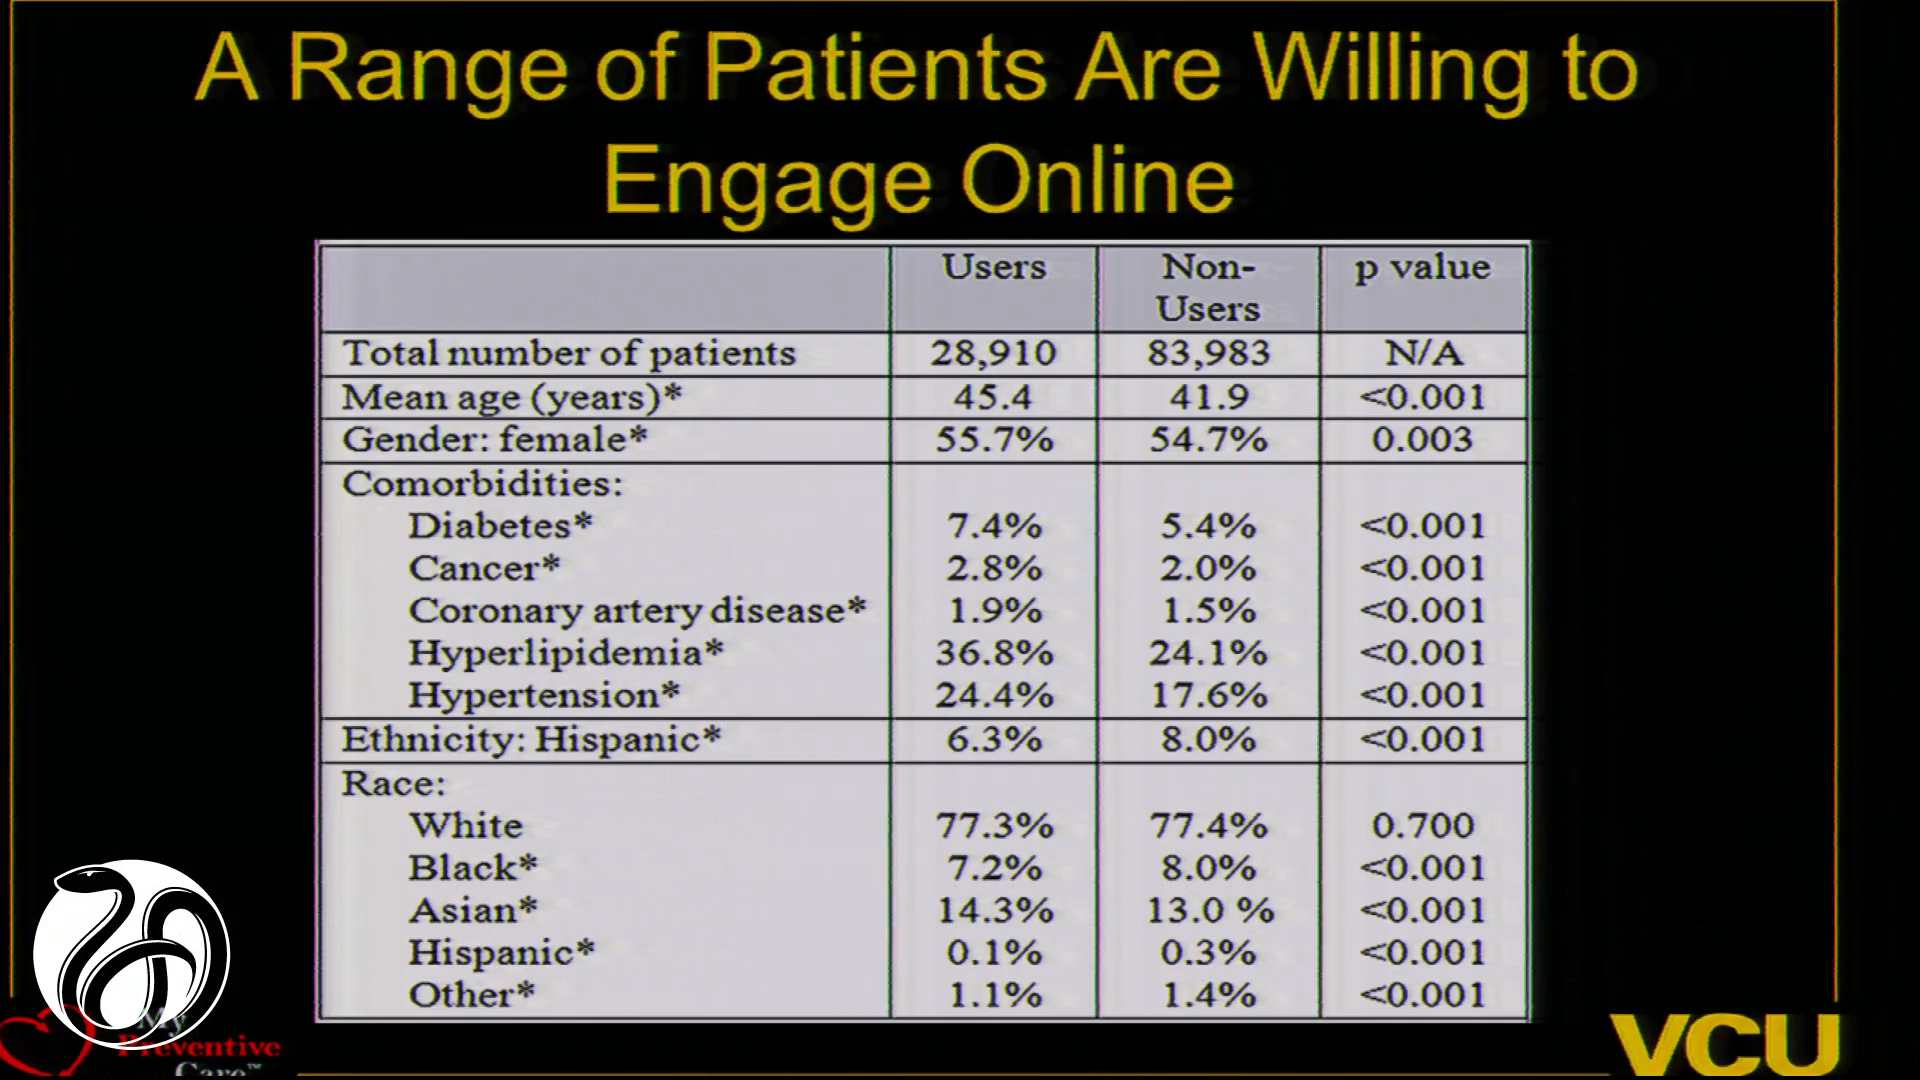 A Range of Patients Are Willing to
Engage Online
Users Non- p value
Users
Total number of patients 28,910 83,983 N/A
Mean age (years)* 45.4 41.9 <0.001
Gender: female* 55.7% 54.7% 0.003
Comorbidities:
Diabetes* 7.4% 5.4% <0.001
Cancer* 2.8% 2.0% <0.001
Coronary artery disease* 1.9% 1.5% <0.001
Hyperlipidemia* 36.8% 24.1% <0.001
Hypertension* 24.4% 17.6% <0.001
Ethnicity: Hispanic* 6.3% 8.0% <0.001
Race:
White 77.3% 77.4% 0.700
Black* 7.2% 8.0% <0.001
Asian* 14.3% 13.0 % <0.001
Hispanic* 0.1% 0.3% <0.001
Other* 1.1% 1.4% <0.001
My
Preventive
Care™
VCU